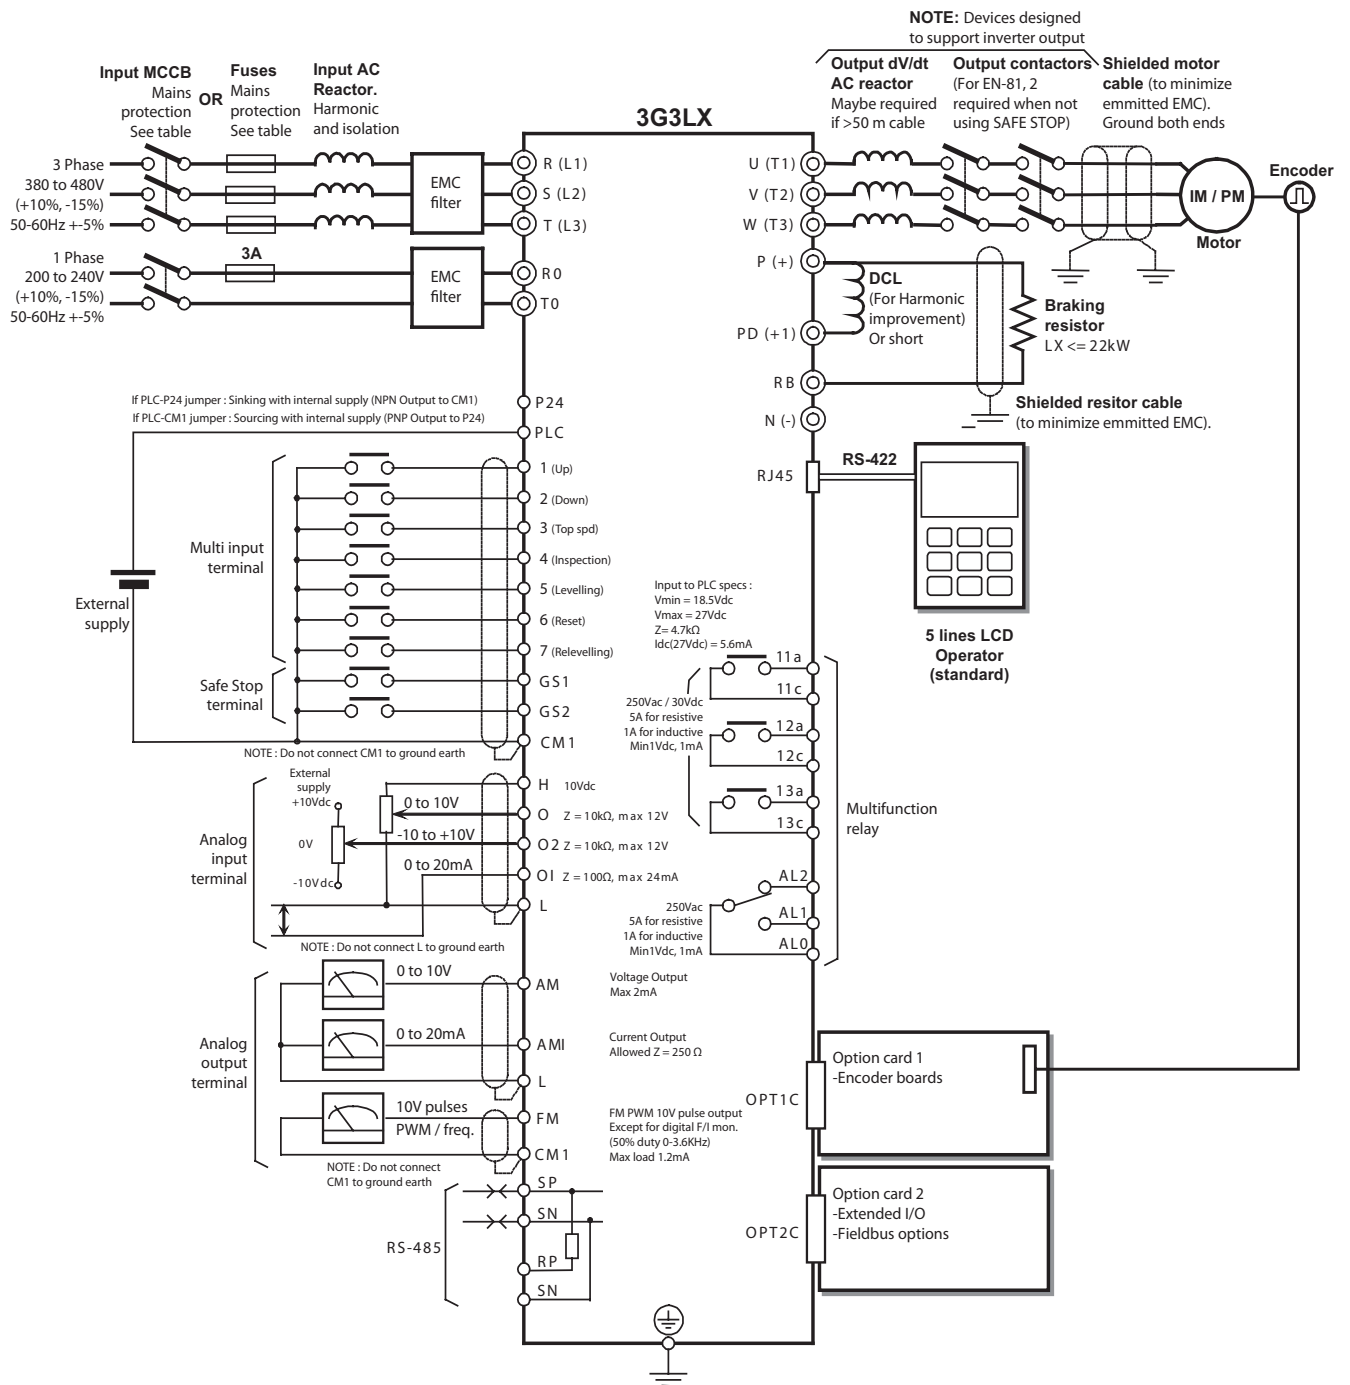 NOTE: Devices designed
to support inverter output
Input MCCB
Mains
protection
See table
OR
Fuses
Mains
protection
See table
Input AC
Reactor.
Harmonic
and isolation
3G3LX
Output dV/dt
AC reactor
Maybe required
if >50 m cable
Output contactors
(For EN-81, 2
required when not
using SAFE STOP)
Shielded motor
cable (to minimize
emmitted EMC).
Ground both ends
3 Phase
380 to 480V
(+10%, -15%)
50-60Hz +-5%
EMC
filter
R (L1)
S (L2)
T (L3)
U (T1)
V (T2)
W (T3)
IM / PM
Motor
Encoder
1 Phase
200 to 240V
(+10%, -15%)
50-60Hz +-5%
3A
EMC
filter
R0
T0
P (+)
PD (+1)
RB
N (-)
DCL
(For Harmonic
improvement)
Or short
Braking
resistor
LX <= 22kW
Shielded resitor cable
(to minimize emmitted EMC).
If PLC-P24 jumper : Sinking with internal supply (NPN Output to CM1)
If PLC-CM1 jumper : Sourcing with internal supply (PNP Output to P24)
P24
PLC
RJ45
RS-422
5 lines LCD
Operator
(standard)
External
supply
Multi input
terminal
1 (Up)
2 (Down)
3 (Top spd)
4 (Inspection)
5 (Levelling)
6 (Reset)
7 (Relevelling)
Safe Stop
terminal
GS1
GS2
CM1
NOTE : Do not connect CM1 to ground earth
Input to PLC specs :
Vmin = 18.5Vdc
Vmax = 27Vdc
Z= 4.7kΩ
Idc(27Vdc) = 5.6mA
250Vac / 30Vdc
5A for resistive
1A for inductive
Min1Vdc, 1mA
11a
11c
12a
12c
13a
13c
Multifunction
relay
250Vac
5A for resistive
1A for inductive
Min1Vdc, 1mA
AL2
AL1
AL0
Analog
input
terminal
External
supply
+10Vdc
0V
-10Vdc
0 to 10V
-10 to +10V
0 to 20mA
H 10Vdc
O Z = 10kΩ, max 12V
O2 Z = 10kΩ, max 12V
OI Z = 100Ω, max 24mA
L
NOTE : Do not connect L to ground earth
Analog
output
terminal
0 to 10V
AM
Voltage Output
Max 2mA
0 to 20mA
AMI
Current Output
Allowed Z = 250 Ω
L
10V pulses
PWM / freq.
FM
CM1
FM PWM 10V pulse output
Except for digital F/I mon.
(50% duty 0-3.6KHz)
Max load 1.2mA
NOTE : Do not connect
CM1 to ground earth
RS-485
SP
SN
RP
SN
OPT1C
Option card 1
-Encoder boards
OPT2C
Option card 2
-Extended I/O
-Fieldbus options